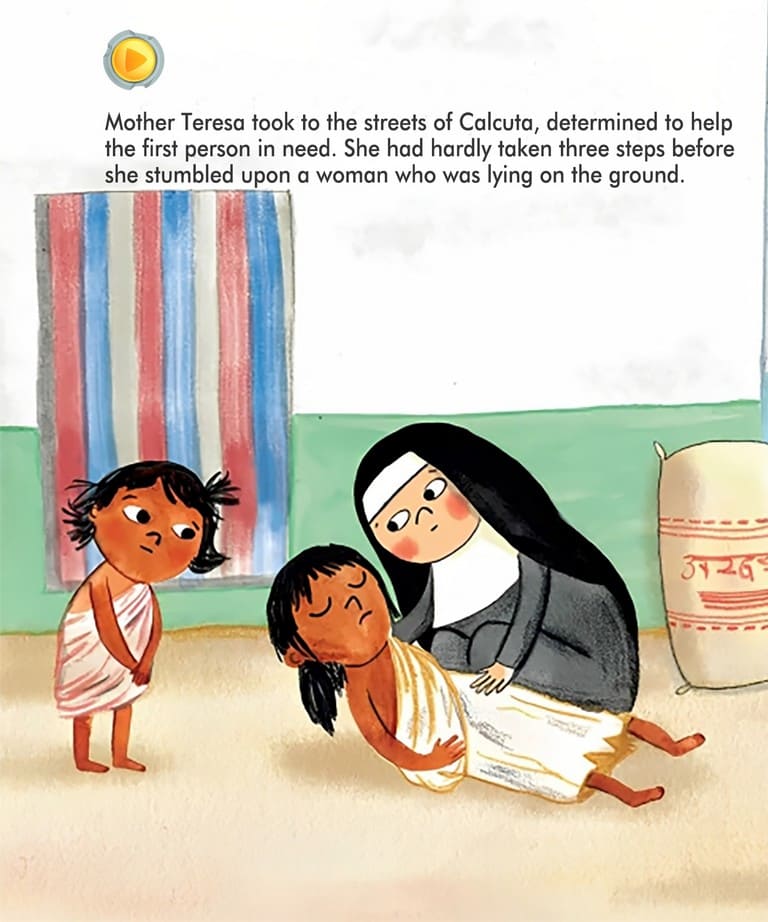 Mother Teresa took to the streets of Calcuta, determined to help
the first person in need. She had hardly taken three steps before
she stumbled upon a woman who was lying on the ground.